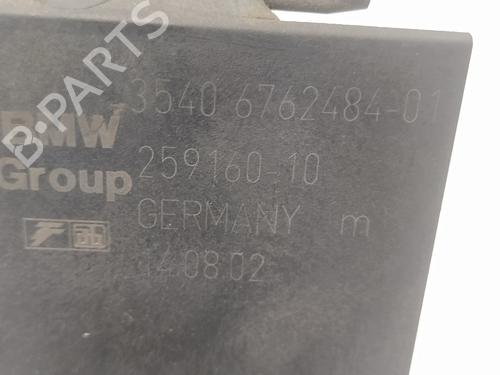 3540 6762484-01
BMW
Group
259160-10
GERMANY m
14.08.02
B-PARTS